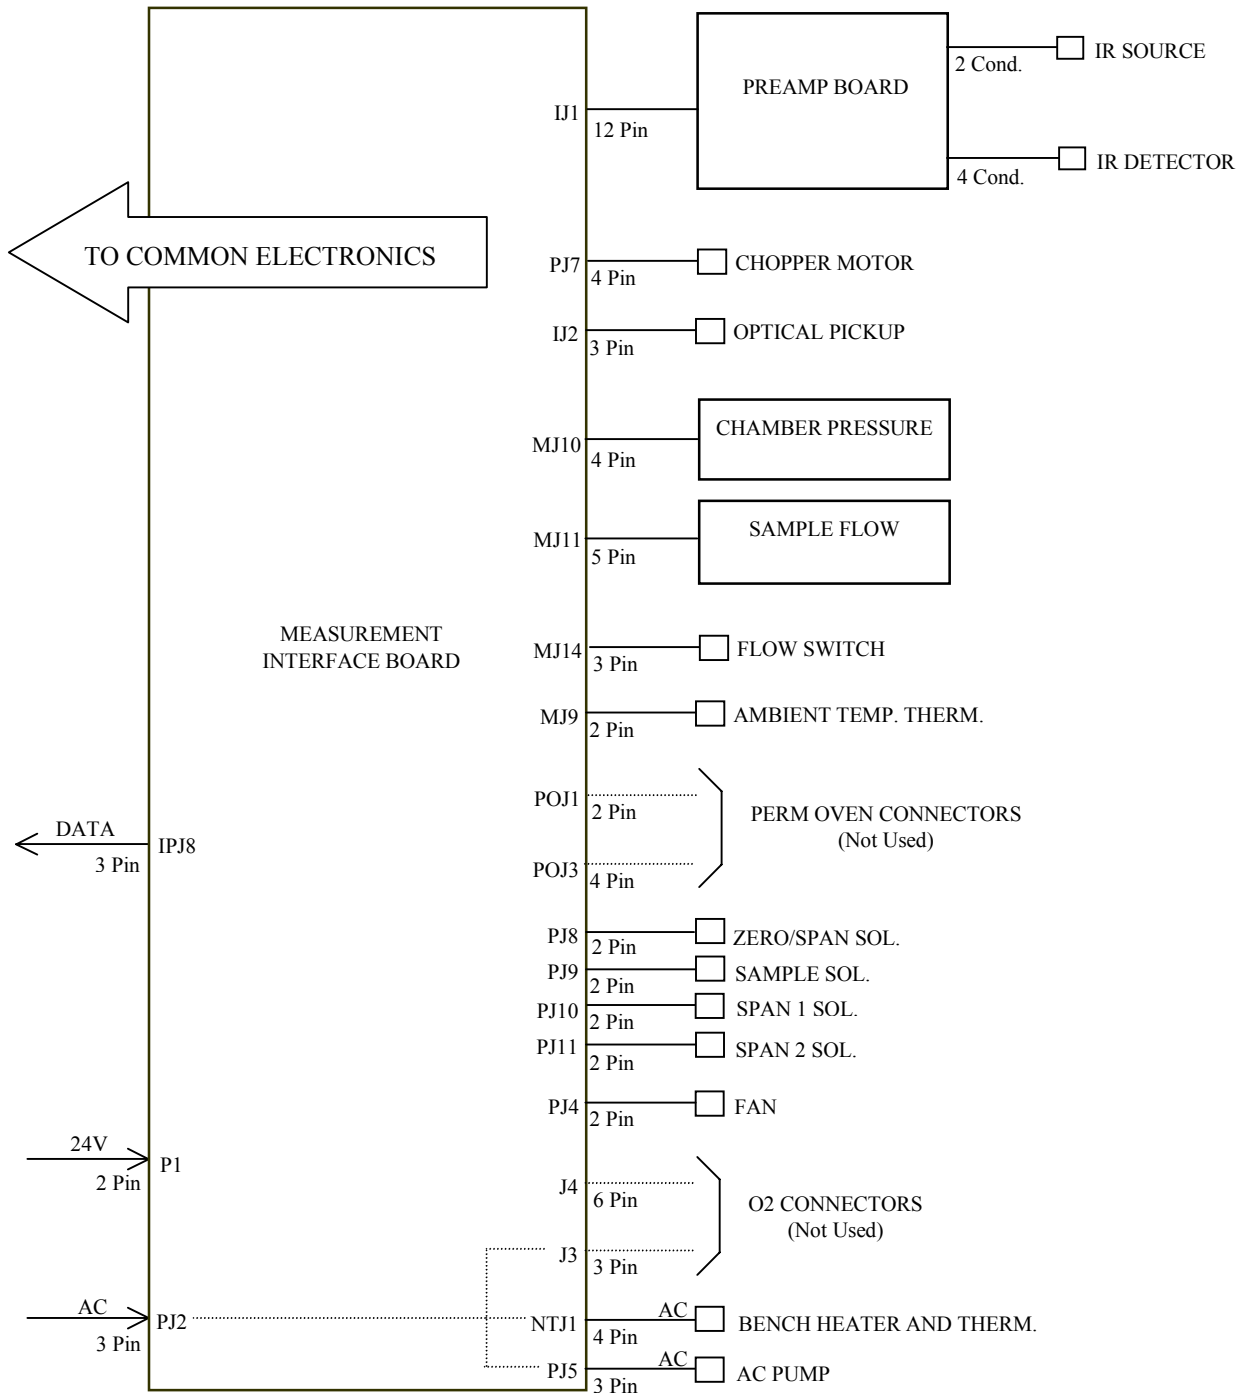 2 Cond.
IR SOURCE
PREAMP BOARD
IJ1
12 Pin
4 Cond.
IR DETECTOR
TO COMMON ELECTRONICS
PJ7
4 Pin
CHOPPER MOTOR
IJ2
3 Pin
OPTICAL PICKUP
MJ10
4 Pin
CHAMBER PRESSURE
MJ11
5 Pin
SAMPLE FLOW
MEASUREMENT
INTERFACE BOARD
MJ14
3 Pin
FLOW SWITCH
MJ9
2 Pin
AMBIENT TEMP. THERM.
POJ1
2 Pin
PERM OVEN CONNECTORS
(Not Used)
DATA
3 Pin
IPJ8
POJ3
4 Pin
PJ8
2 Pin
ZERO/SPAN SOL.
PJ9
2 Pin
SAMPLE SOL.
PJ10
2 Pin
SPAN 1 SOL.
PJ11
2 Pin
SPAN 2 SOL.
PJ4
2 Pin
FAN
24V
2 Pin
P1
J4
6 Pin
O2 CONNECTORS
(Not Used)
J3
3 Pin
AC
3 Pin
PJ2
NTJ1
AC
4 Pin
BENCH HEATER AND THERM.
PJ5
AC
3 Pin
AC PUMP